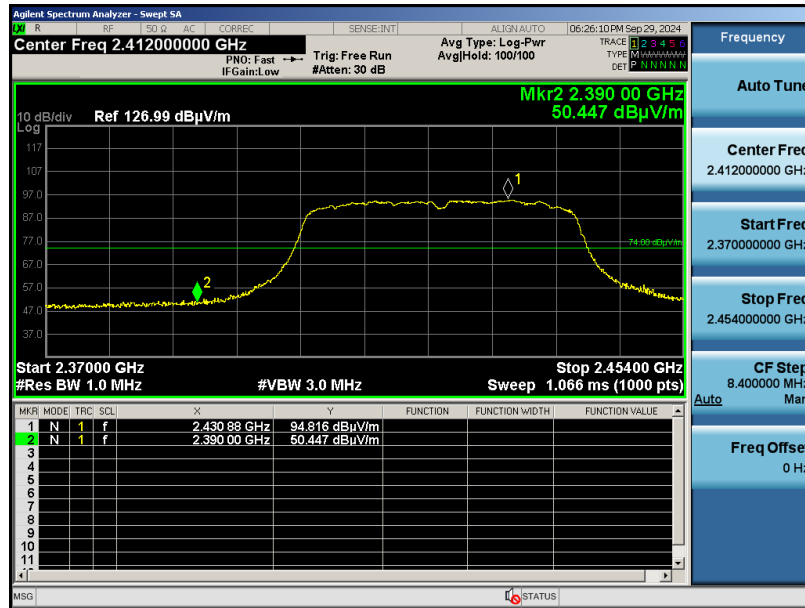 Agilent Spectrum Analyzer - Swept SA
LXI R RF 50 Ω AC CORREC SENSE:INT ALIGN AUTO 06:26:10 PM Sep 29, 2024
Center Freq 2.412000000 GHz
PNO: Fast
IFGain:Low
Trig: Free Run
#Atten: 30 dB
Avg Type: Log-Pwr
Avg|Hold: 100/100
TRACE 1 2 3 4 5 6
TYPE M WWWWW
DET P N N N N N
Mkr2 2.390 00 GHz
50.447 dBµV/m
10 dB/div Ref 126.99 dBµV/m
Log
117
107
97.0
87.0
77.0
67.0
57.0
47.0
37.0
1
2
74.00 dBµV/m
Start 2.37000 GHz Stop 2.45400 GHz
#Res BW 1.0 MHz #VBW 3.0 MHz Sweep 1.066 ms (1000 pts)
MKR MODE TRC SCL X Y FUNCTION FUNCTION WIDTH FUNCTION VALUE
1 N 1 f 2.430 88 GHz 94.816 dBµV/m
2 N 1 f 2.390 00 GHz 50.447 dBµV/m
3
4
5
6
7
8
9
10
11
MSG STATUS
Frequency
Auto Tune
Center Freq
2.412000000 GHz
Start Freq
2.370000000 GHz
Stop Freq
2.454000000 GHz
CF Step
8.400000 MHz
Auto Man
Freq Offset
0 Hz